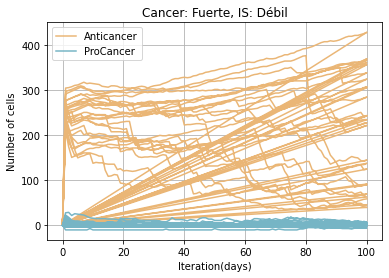 Cancer: Fuerte, IS: Débil
Anticancer
ProCancer
Number of cells
400
300
200
100
0
0 20 40 60 80 100
Iteration(days)